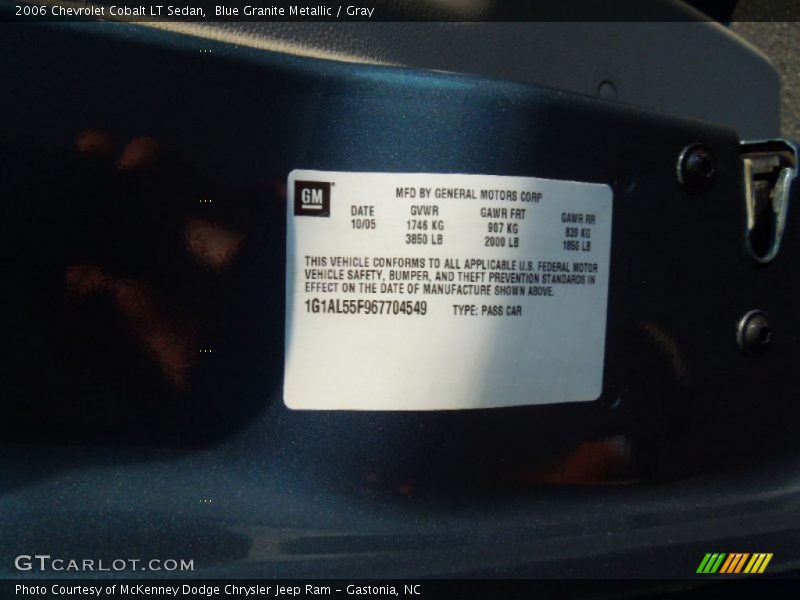 2006 Chevrolet Cobalt LT Sedan,  Blue Granite Metallic / Gray
GM
MFD BY GENERAL MOTORS CORP
DATE GVWR GAWR FRT GAWR RR
10/05 1746 KG 907 KG 839 KG
3850 LB 2000 LB 1850 LB
THIS VEHICLE CONFORMS TO ALL APPLICABLE U.S. FEDERAL MOTOR
VEHICLE SAFETY, BUMPER, AND THEFT PREVENTION STANDARDS IN
EFFECT ON THE DATE OF MANUFACTURE SHOWN ABOVE.
1G1AL55F967704549 TYPE: PASS CAR
GTCARLOT.COM
Photo Courtesy of McKenney Dodge Chrysler Jeep Ram - Gastonia, NC